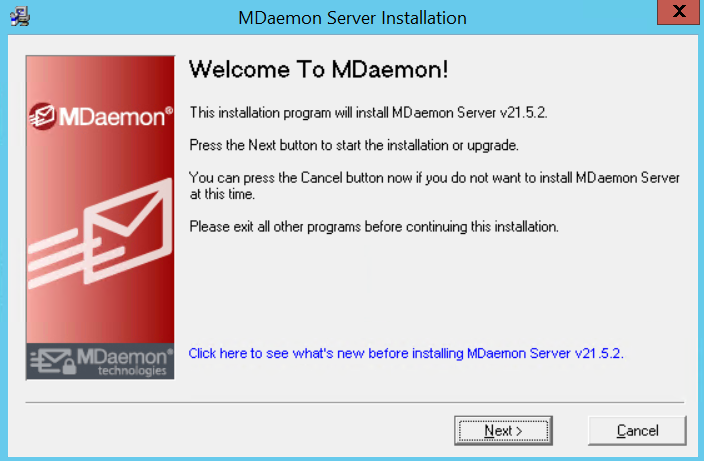 MDaemon Server Installation
X
Welcome To MDaemon!
MDaemon®
This installation program will install MDaemon Server v21.5.2.
Press the Next button to start the installation or upgrade.
You can press the Cancel button now if you do not want to install MDaemon Server
at this time.
Please exit all other programs before continuing this installation.
Click here to see what's new before installing MDaemon Server v21.5.2.
MDaemon®
technologies
Next >
Cancel